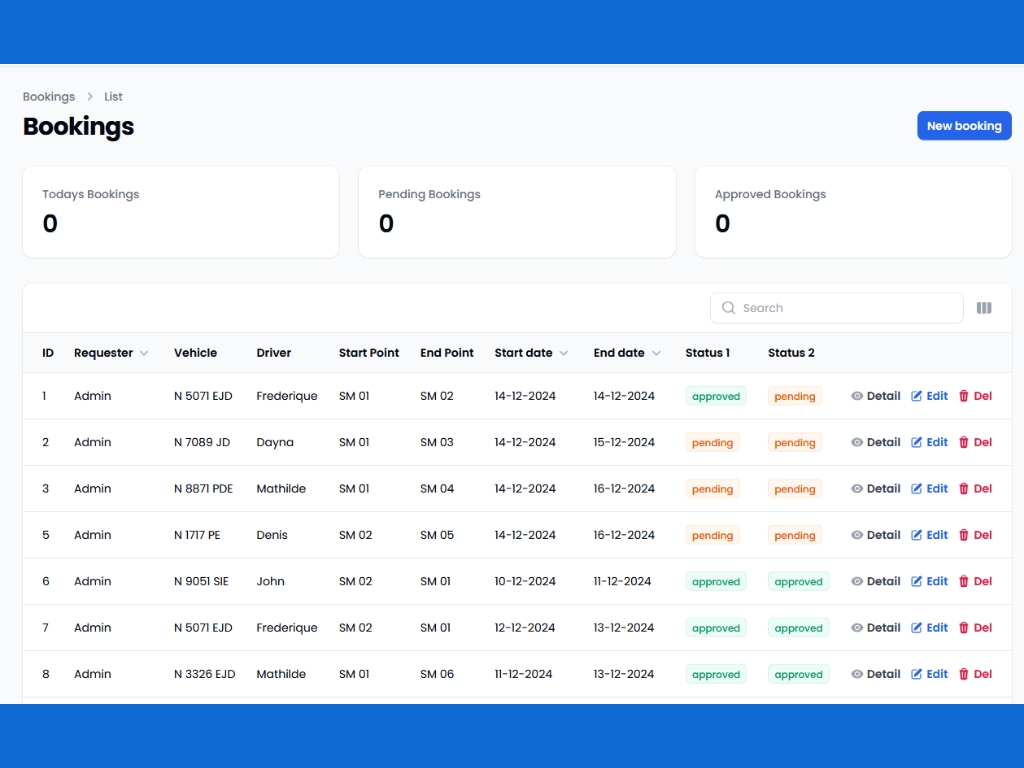 Bookings > List
Bookings
New booking
Todays Bookings
0
Pending Bookings
0
Approved Bookings
0
Search
ID Requester Vehicle Driver Start Point End Point Start date End date Status 1 Status 2
1 Admin N 5071 EJD Frederique SM 01 SM 02 14-12-2024 14-12-2024 approved pending Detail Edit Del
2 Admin N 7089 JD Dayna SM 01 SM 03 14-12-2024 15-12-2024 pending pending Detail Edit Del
3 Admin N 8871 PDE Mathilde SM 01 SM 04 14-12-2024 16-12-2024 pending pending Detail Edit Del
5 Admin N 1717 PE Denis SM 02 SM 05 14-12-2024 16-12-2024 pending pending Detail Edit Del
6 Admin N 9051 SIE John SM 02 SM 01 10-12-2024 11-12-2024 approved approved Detail Edit Del
7 Admin N 5071 EJD Frederique SM 02 SM 01 12-12-2024 13-12-2024 approved approved Detail Edit Del
8 Admin N 3326 EJD Mathilde SM 01 SM 06 11-12-2024 13-12-2024 approved approved Detail Edit Del